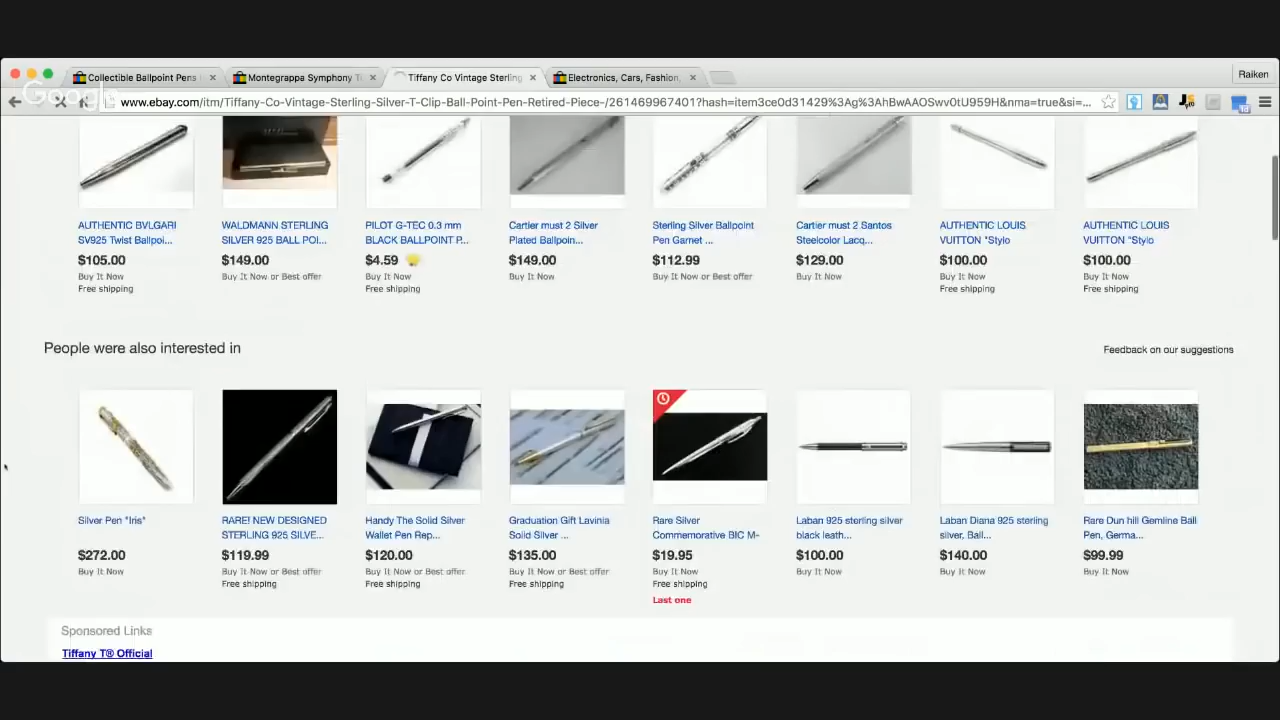 Collectible Ballpoint Pens
Montegrappa Symphony
Tiffany Co Vintage Sterling
Electronics, Cars, Fashion,
Raiken
Google
www.ebay.com/itm/Tiffany-Co-Vintage-Sterling-Silver-T-Clip-Ball-Point-Pen-Retired-Piece-/261469967401?hash=item3ce0d31429%3Ag%3AhBwAAOSwv0tU959H&nma=true&si=...
AUTHENTIC BVLGARI
SV925 Twist Ballpoi...
$105.00
Buy It Now
Free shipping
WALDMANN STERLING
SILVER 925 BALL POI...
$149.00
Buy It Now or Best offer
PILOT G-TEC 0.3 mm
BLACK BALLPOINT P...
$4.59
Buy It Now
Free shipping
Cartier must 2 Silver
Plated Ballpoin...
$149.00
Buy It Now
Sterling Silver Ballpoint
Pen Garnet ...
$112.99
Buy It Now or Best offer
Cartier must 2 Santos
Steelcolor Lacq...
$129.00
Buy It Now
AUTHENTIC LOUIS
VUITTON "Stylo
$100.00
Buy It Now
Free shipping
AUTHENTIC LOUIS
VUITTON "Stylo
$100.00
Buy It Now
Free shipping
People were also interested in
Feedback on our suggestions
Silver Pen "Iris"
$272.00
Buy It Now
RARE! NEW DESIGNED
STERLING 925 SILVE...
$119.99
Buy It Now or Best offer
Free shipping
Handy The Solid Silver
Wallet Pen Rep...
$120.00
Buy It Now or Best offer
Free shipping
Graduation Gift Lavinia
Solid Silver ...
$135.00
Buy It Now or Best offer
Free shipping
Rare Silver
Commemorative BIC M-
$19.95
Buy It Now
Free shipping
Last one
Laban 925 sterling silver
black leath...
$100.00
Buy It Now
Laban Diana 925 sterling
silver, Ball...
$140.00
Buy It Now
Rare Dun hill Gemline Ball
Pen, Germa...
$99.99
Buy It Now
Sponsored Links
Tiffany T® Official